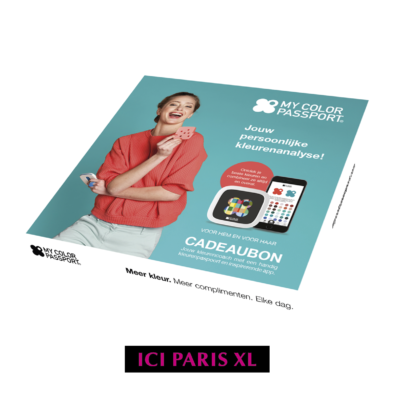 MY COLOR
PASSPORT®
Jouw
persoonlijke
kleurenanalyse!
VOOR HEM EN VOOR HAAR
CADEAUBON
MY COLOR
PASSPORT®
Meer kleur. Meer complimenten. Elke dag.
ICI PARIS XL